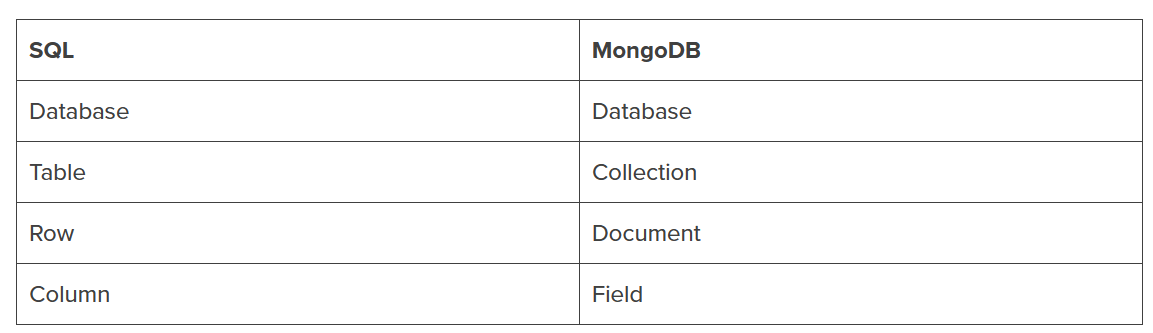 SQL MongoDB
Database Database
Table Collection
Row Document
Column Field